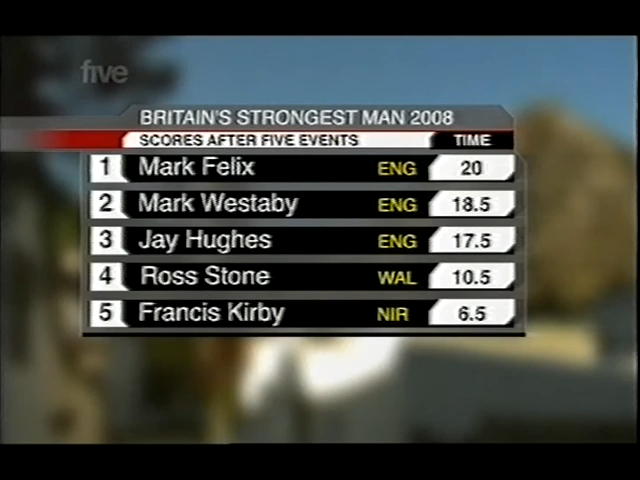 five
BRITAIN'S STRONGEST MAN 2008
SCORES AFTER FIVE EVENTS TIME
1 Mark Felix ENG 20
2 Mark Westaby ENG 18.5
3 Jay Hughes ENG 17.5
4 Ross Stone WAL 10.5
5 Francis Kirby NIR 6.5